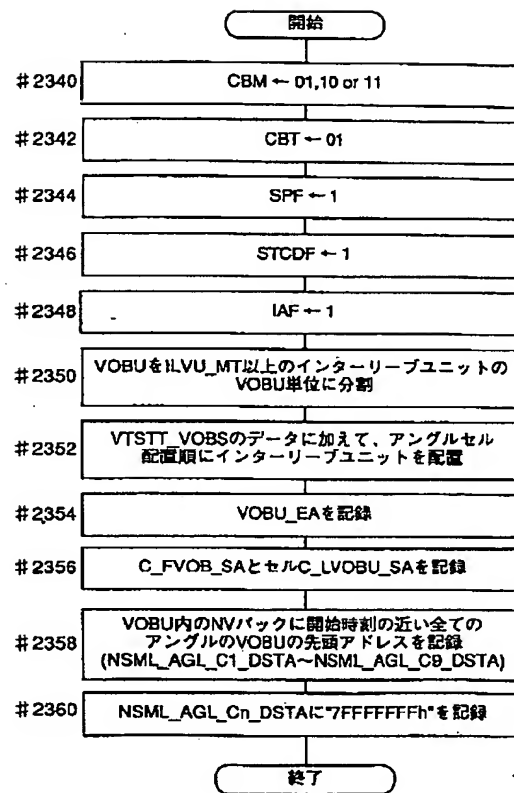 開始
#2340
CBM ← 01,10 or 11
#2342
CBT ← 01
#2344
SPF ← 1
#2346
STCDF ← 1
#2348
IAF ← 1
#2350
VOBUをILVU_MT以上のインターリーブユニットの
VOBU単位に分割
#2352
VTSTT_VOBSのデータに加えて、アングルセル
配置順にインターリーブユニットを配置
#2354
VOBU_EAを記録
#2356
C_FVOB_SAとセルC_LVOBU_SAを記録
#2358
VOBU内のNVパックに開始時刻の近い全ての
アングルのVOBUの先頭アドレスを記録
(NSML_AGL_C1_DSTA～NSML_AGL_C9_DSTA)
#2360
NSML_AGL_Cn_DSTAに"7FFFFFFFh"を記録
終了